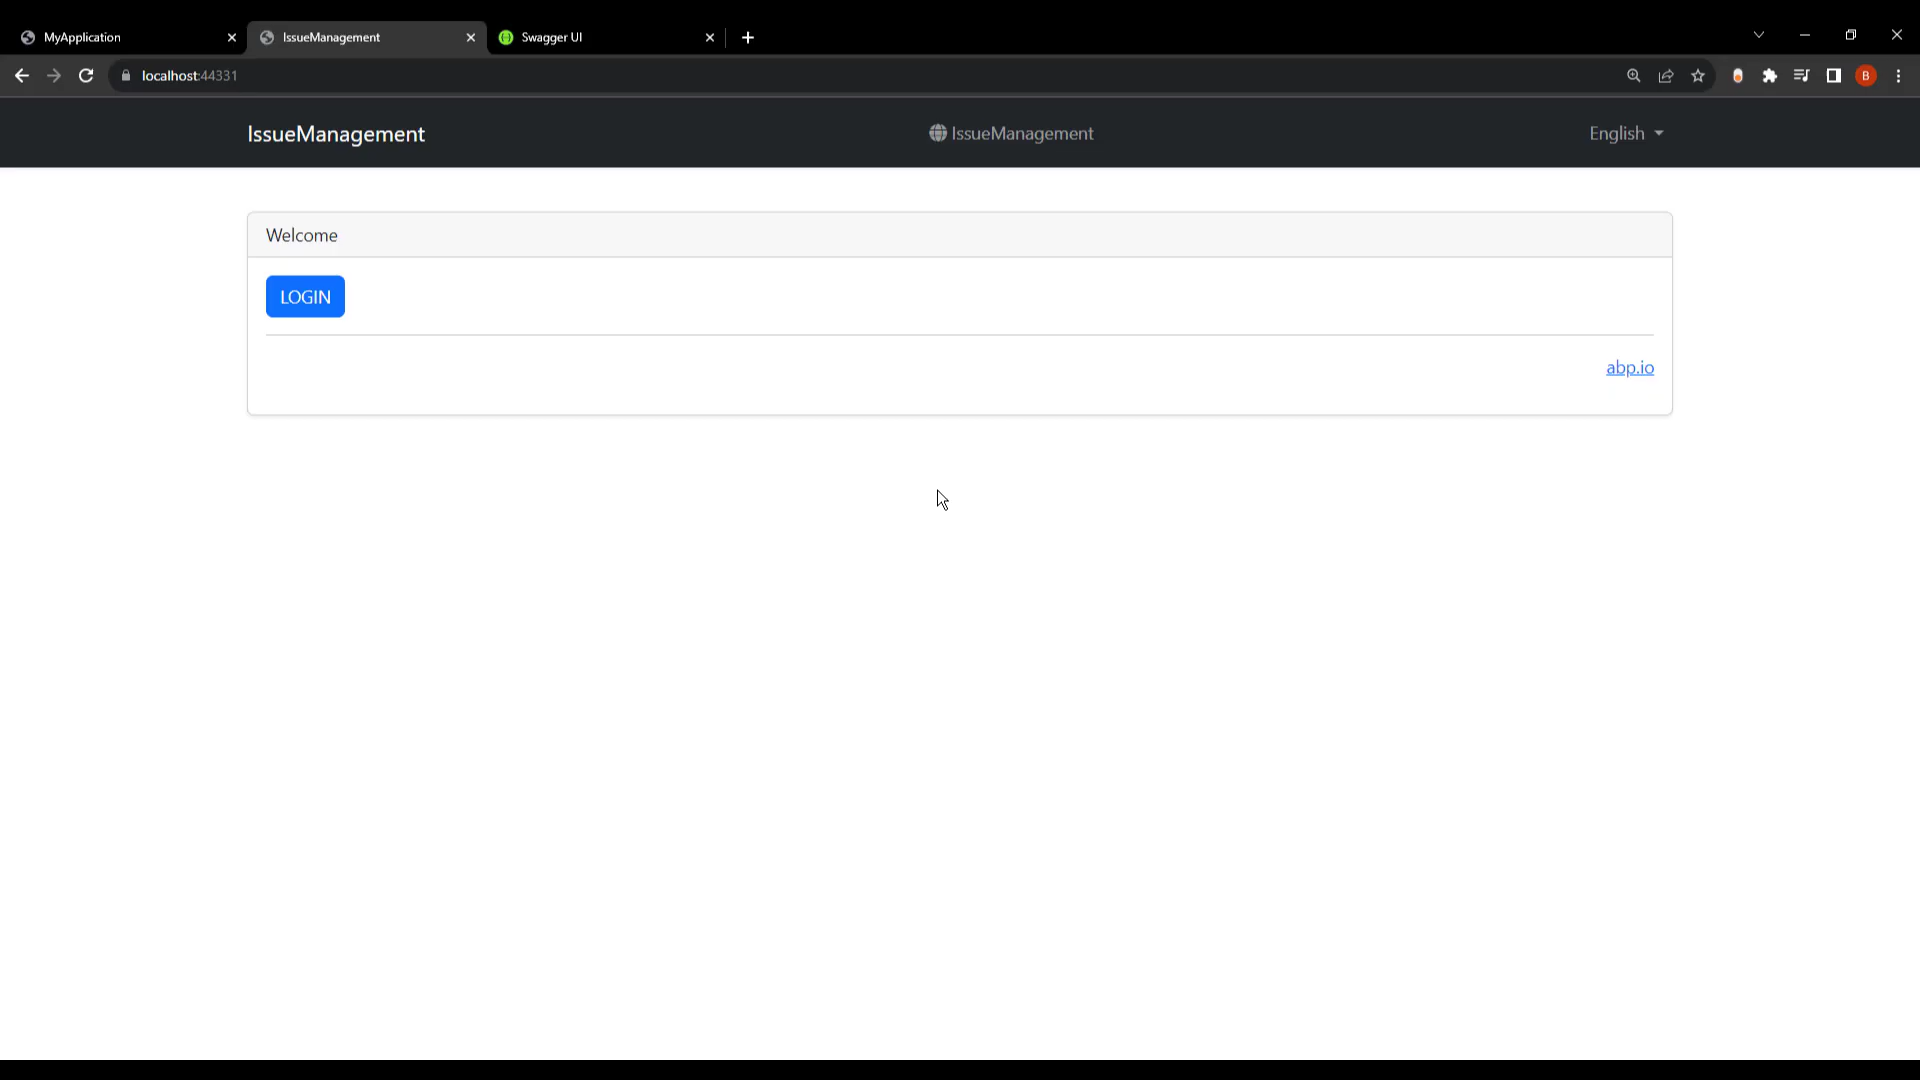 MyApplication
IssueManagement
Swagger UI
localhost:44331
B
IssueManagement
IssueManagement
English
Welcome
LOGIN
abp.io